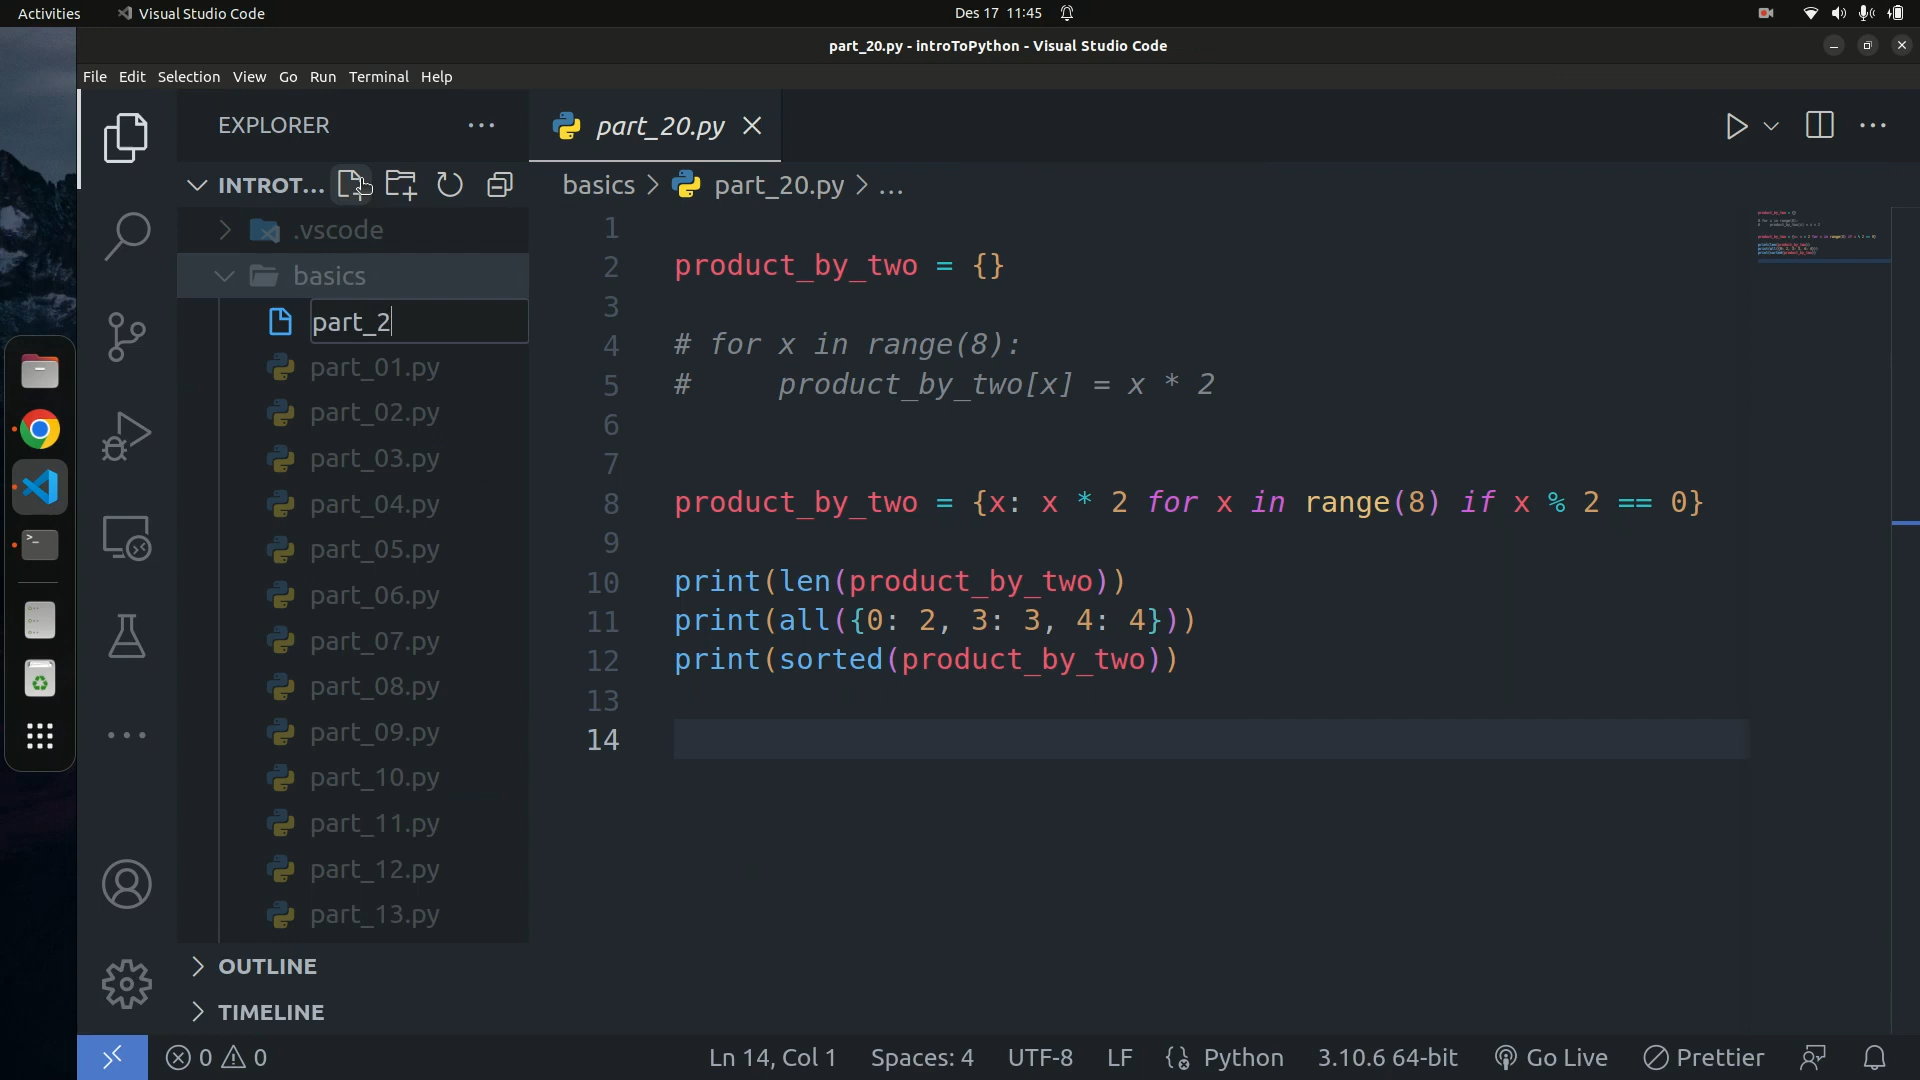 Activities
Visual Studio Code
Des 17 11:45
part_20.py - introToPython - Visual Studio Code
File Edit Selection View Go Run Terminal Help
EXPLORER
part_20.py
INTROT...
basics > part_20.py > ...
.vscode
basics
part_2
part_01.py
part_02.py
part_03.py
part_04.py
part_05.py
part_06.py
part_07.py
part_08.py
part_09.py
part_10.py
part_11.py
part_12.py
part_13.py
OUTLINE
TIMELINE
1
2 product_by_two = {}
3
4 # for x in range(8):
5 #     product_by_two[x] = x * 2
6
7
8 product_by_two = {x: x * 2 for x in range(8) if x % 2 == 0}
9
10 print(len(product_by_two))
11 print(all({0: 2, 3: 3, 4: 4}))
12 print(sorted(product_by_two))
13
14
0 0
Ln 14, Col 1 Spaces: 4 UTF-8 LF Python 3.10.6 64-bit Go Live Prettier